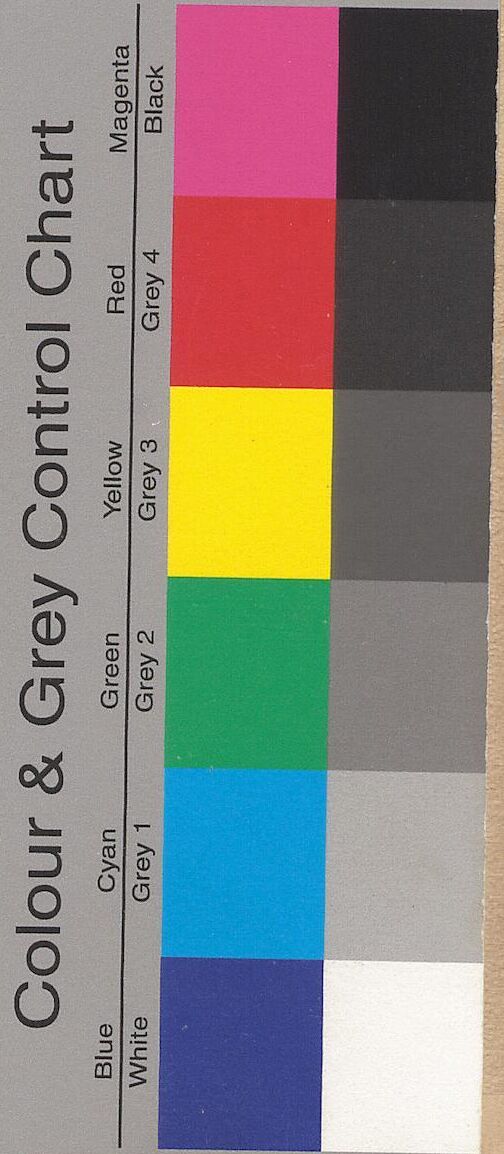 Colour & Grey Control Chart
Blue Cyan Green Yellow Red Magenta
White Grey 1 Grey 2 Grey 3 Grey 4 Black